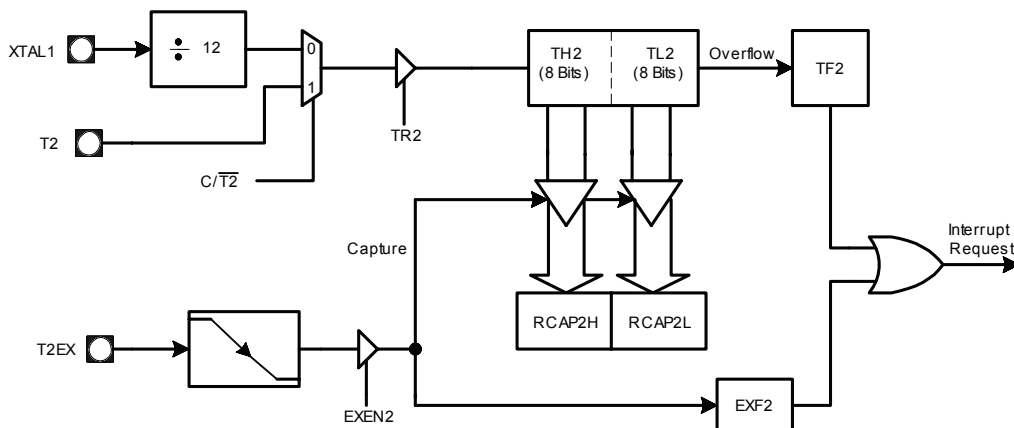 XTAL1
÷ 12
0
1
T2
C/T2
TR2
TH2
(8 Bits)
TL2
(8 Bits)
Overflow
TF2
Capture
RCAP2H
RCAP2L
Interrupt
Request
T2EX
EXEN2
EXF2